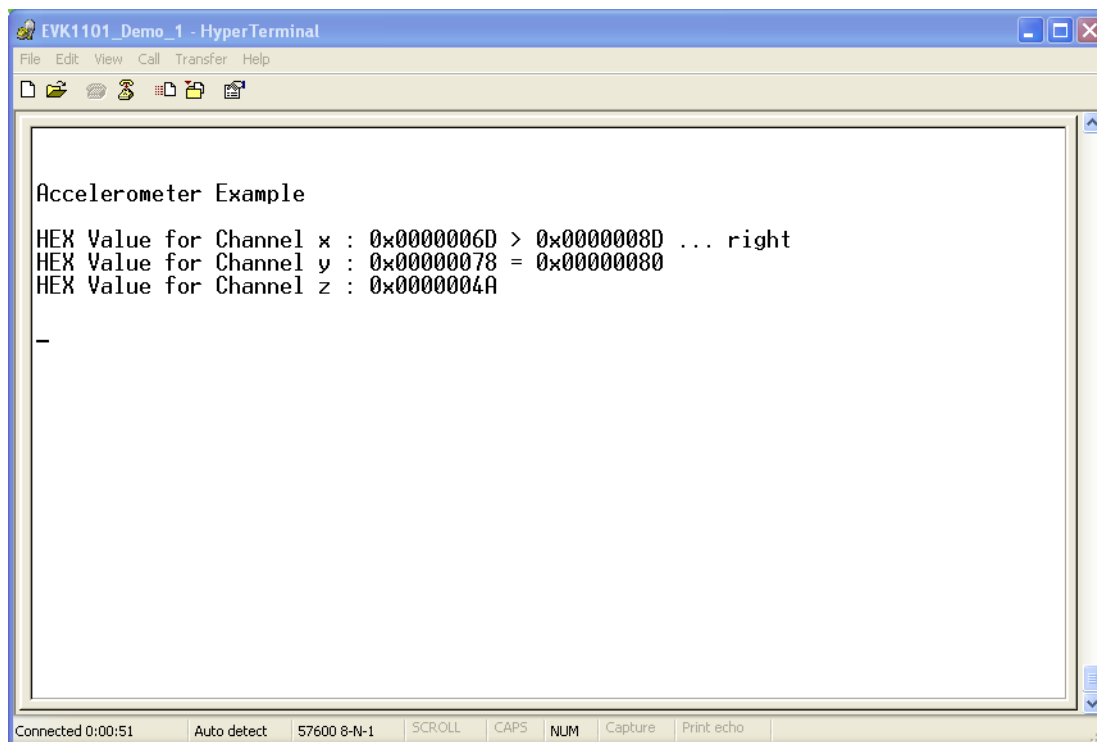 EVK1101_Demo_1 - HyperTerminal
File Edit View Call Transfer Help
Accelerometer Example
HEX Value for Channel x : 0x0000006D > 0x0000008D ... right
HEX Value for Channel y : 0x00000078 = 0x00000080
HEX Value for Channel z : 0x0000004A
_
Connected 0:00:51 Auto detect 57600 8-N-1 SCROLL CAPS NUM Capture Print echo